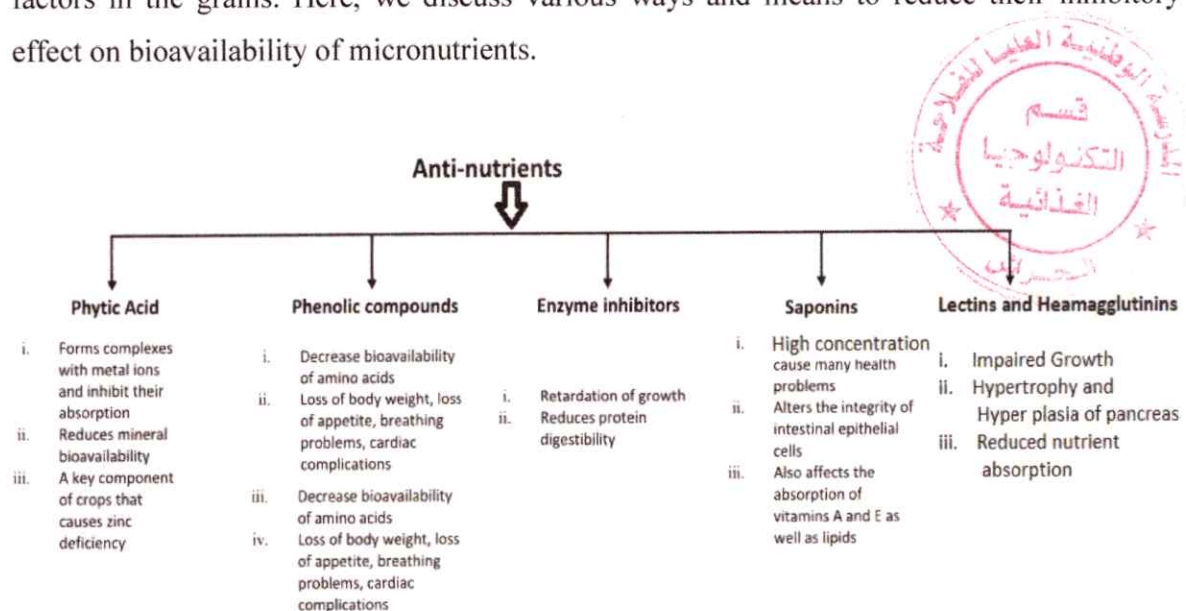 factors in the grains. Here, we discuss various ways and means to reduce their inhibitory
effect on bioavailability of micronutrients.
المدرسة الوطنية العليا للفلاحة
قسم
التكنولوجيا
الغذائية
الحراش
Anti-nutrients
Phytic Acid
i. Forms complexes
with metal ions
and inhibit their
absorption
ii. Reduces mineral
bioavailability
iii. A key component
of crops that
causes zinc
deficiency
Phenolic compounds
i. Decrease bioavailability
of amino acids
ii. Loss of body weight, loss
of appetite, breathing
problems, cardiac
complications
iii. Decrease bioavailability
of amino acids
iv. Loss of body weight, loss
of appetite, breathing
problems, cardiac
complications
Enzyme inhibitors
i. Retardation of growth
ii. Reduces protein
digestibility
Saponins
i. High concentration
cause many health
problems
ii. Alters the integrity of
intestinal epithelial
cells
iii. Also affects the
absorption of
vitamins A and E as
well as lipids
Lectins and Heamagglutinins
i. Impaired Growth
ii. Hypertrophy and
Hyper plasia of pancreas
iii. Reduced nutrient
absorption